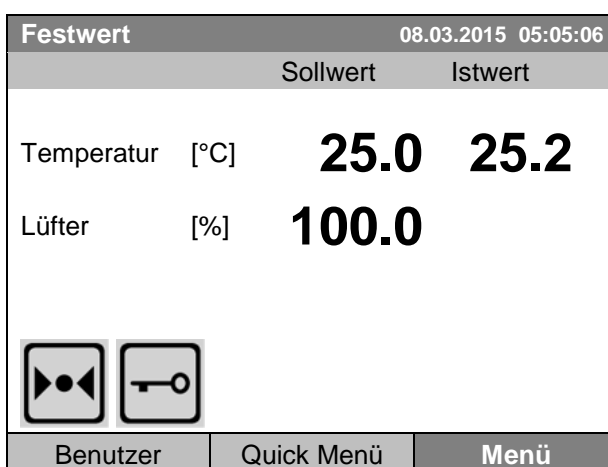 Festwert 08.03.2015 05:05:06
Sollwert Istwert
Temperatur [°C] 25.0 25.2
Lüfter [%] 100.0
Benutzer Quick Menü Menü